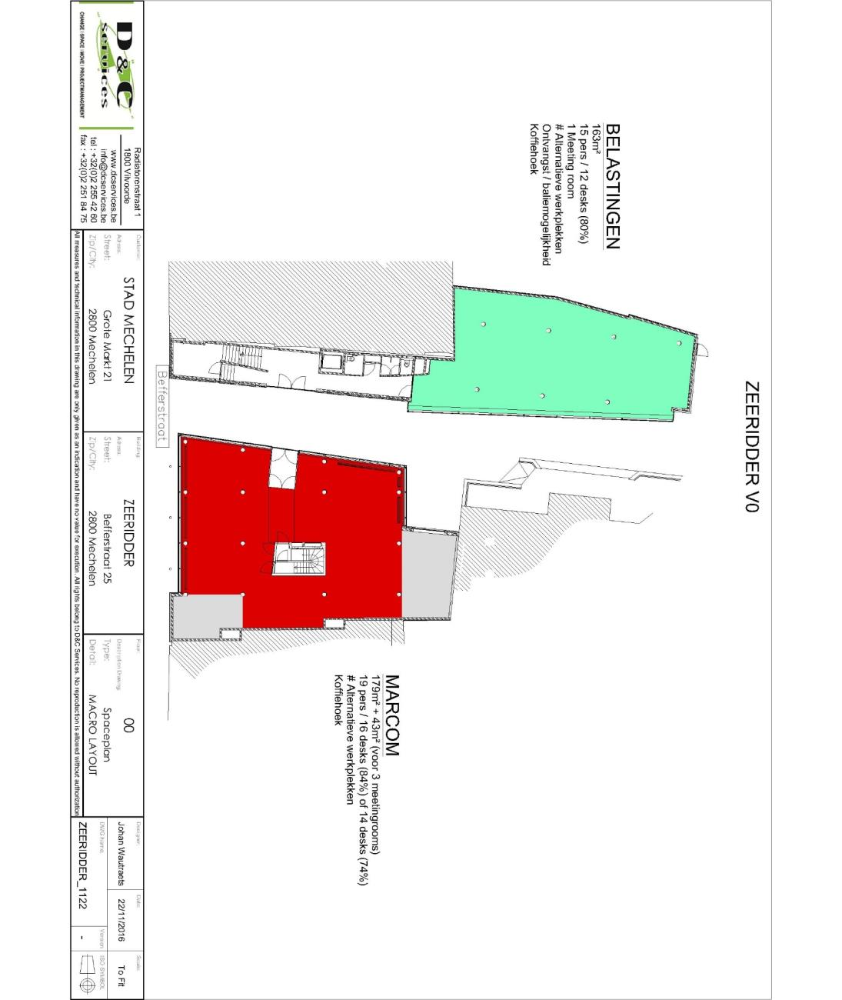 ZEERIDDER V0
BELASTINGEN
163m²
15 pers / 12 desks (80%)
1 Meeting room
# Alternatieve werkplekken
Ontvangst / baliemogelijkheid
Koffiehoek
MARCOM
179m² + 43m² (voor 3 meetingrooms)
19 pers / 16 desks (84%) of 14 desks (74%)
# Alternatieve werkplekken
Koffiehoek
Befferstraat
D&C
services
CHANGE | SPACE | MOVE | PROJECTMANAGEMENT
Radiatorenstraat 1
1800 Vilvoorde
www.dcservices.be
info@dcservices.be
tel : +32(0)2 255 42 60
fax : +32(0)2 251 84 75
Customer:
STAD MECHELEN
Adress:
Street: Grote Markt 21
Zip/City: 2800 Mechelen
Building:
ZEERIDDER
Adress:
Street: Befferstraat 25
Zip/City: 2800 Mechelen
Floor:
00
Description Drawing:
Type: Spaceplan
Detail: MACRO LAYOUT
Designer:
Johan Wautraets
Date:
22/11/2016
Scale:
To Fit
DWG Name:
ZEERIDDER_1122
Version
-
ISO SYMBOL
All measures and technical information in this drawing are only given as an indication and have no value for execution. All rights belong to D&C Services. No reproduction is allowed without authorization